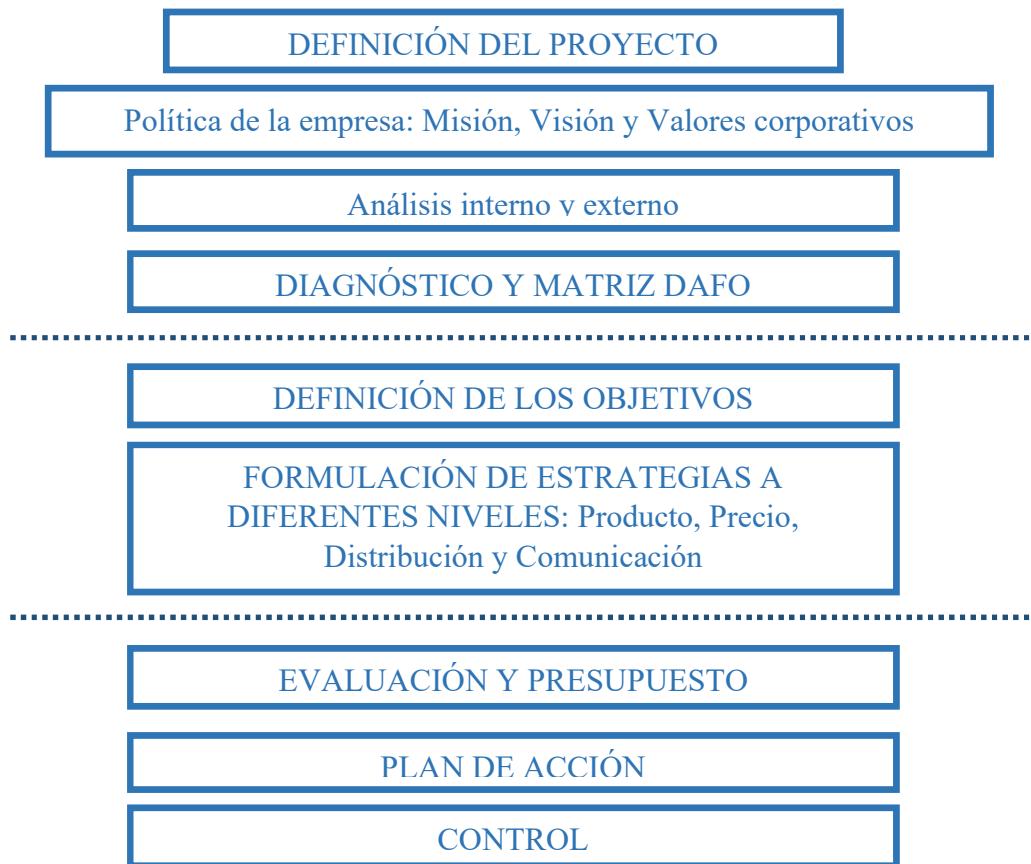 DEFINICIÓN DEL PROYECTO
Política de la empresa: Misión, Visión y Valores corporativos
Análisis interno y externo
DIAGNÓSTICO Y MATRIZ DAFO
DEFINICIÓN DE LOS OBJETIVOS
FORMULACIÓN DE ESTRATEGIAS A
DIFERENTES NIVELES: Producto, Precio,
Distribución y Comunicación
EVALUACIÓN Y PRESUPUESTO
PLAN DE ACCIÓN
CONTROL